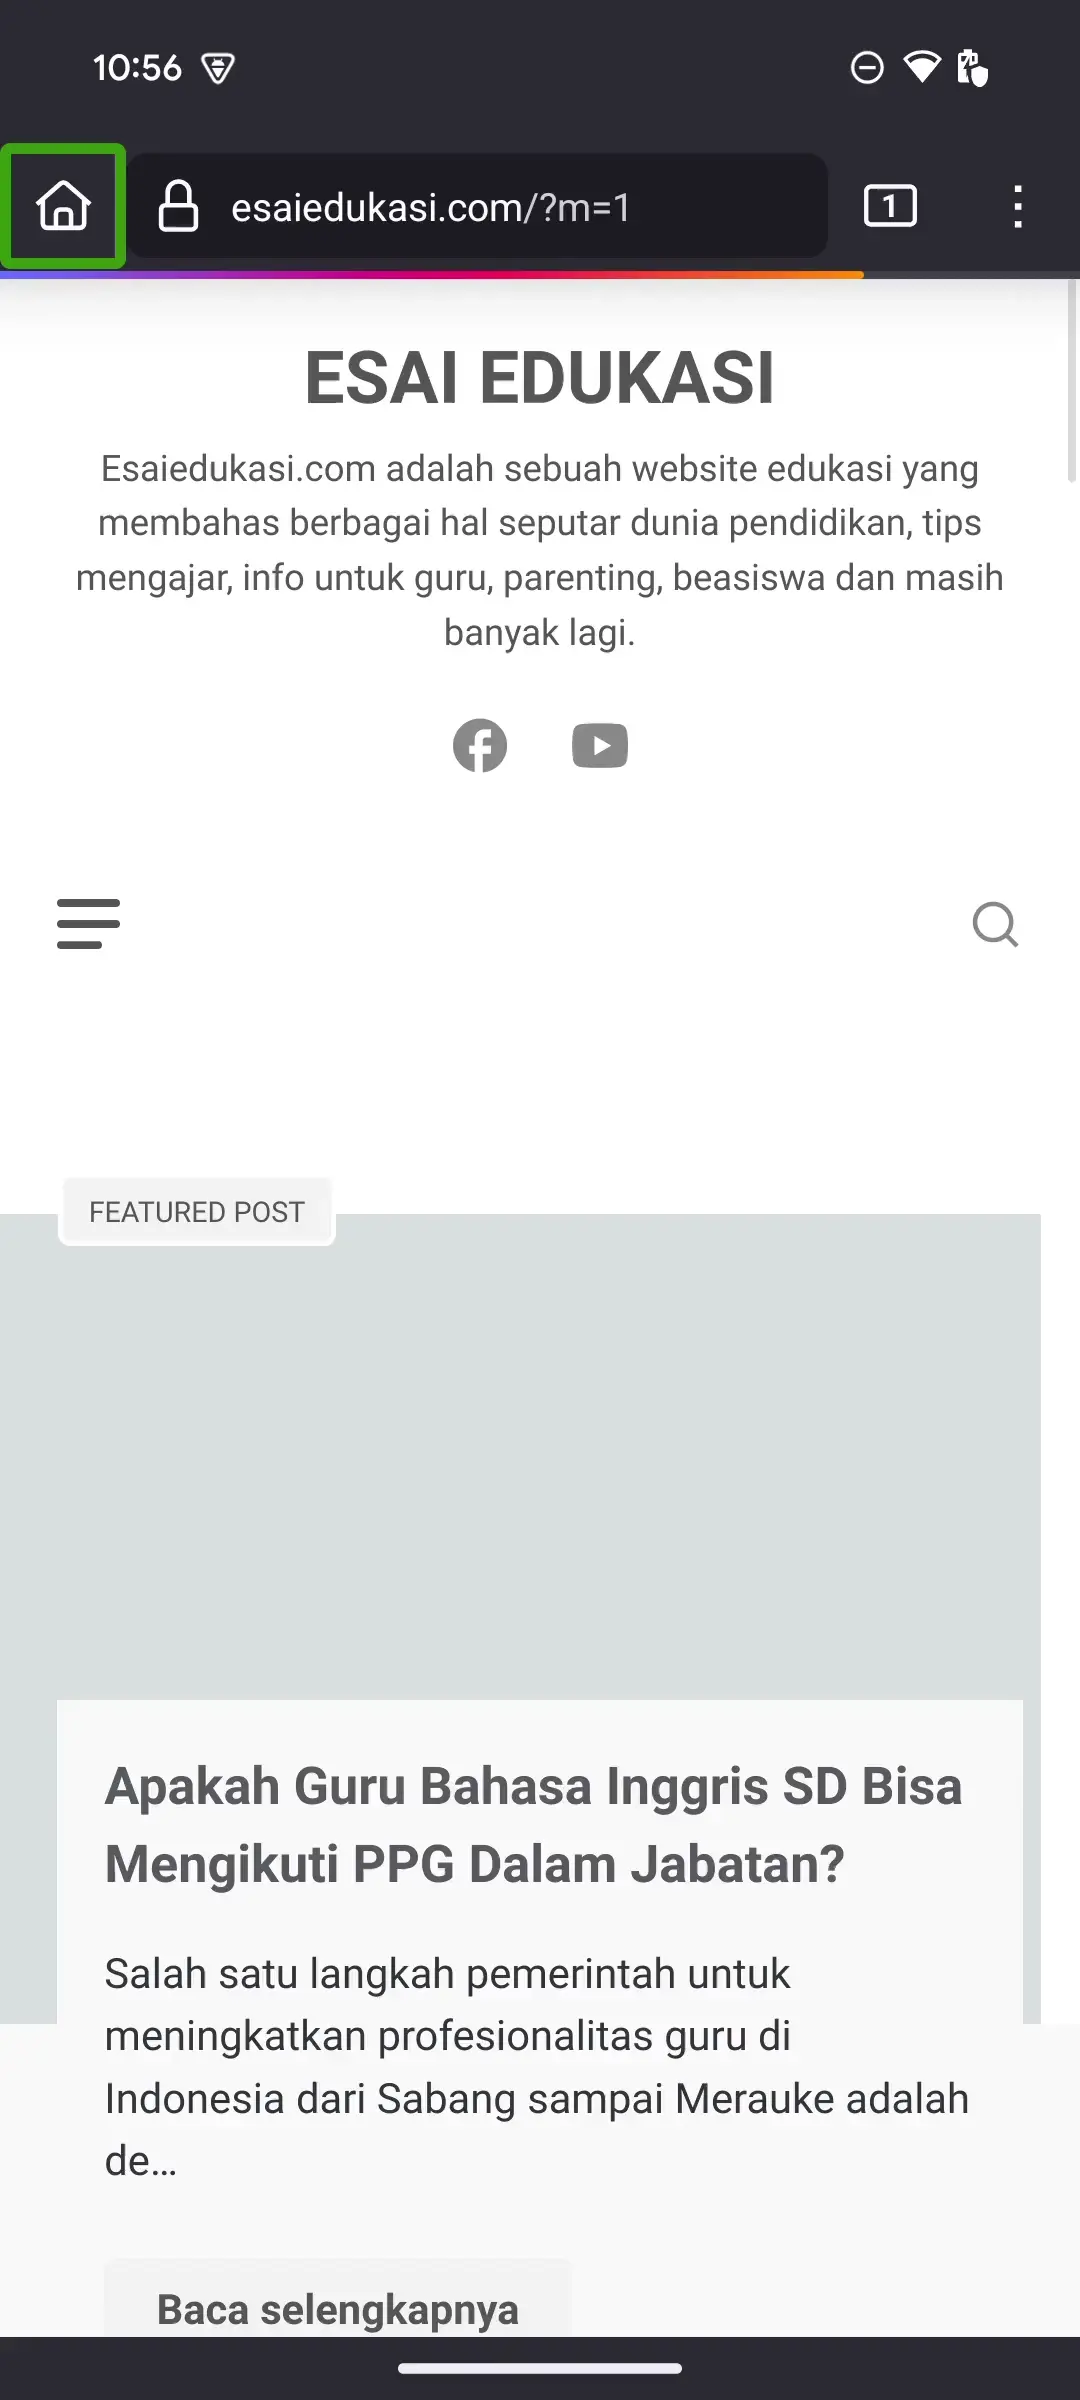 10:56
esaiedukasi.com/?m=1
1
ESAI EDUKASI
Esaiedukasi.com adalah sebuah website edukasi yang
membahas berbagai hal seputar dunia pendidikan, tips
mengajar, info untuk guru, parenting, beasiswa dan masih
banyak lagi.
FEATURED POST
Apakah Guru Bahasa Inggris SD Bisa
Mengikuti PPG Dalam Jabatan?
Salah satu langkah pemerintah untuk
meningkatkan profesionalitas guru di
Indonesia dari Sabang sampai Merauke adalah
de...
Baca selengkapnya